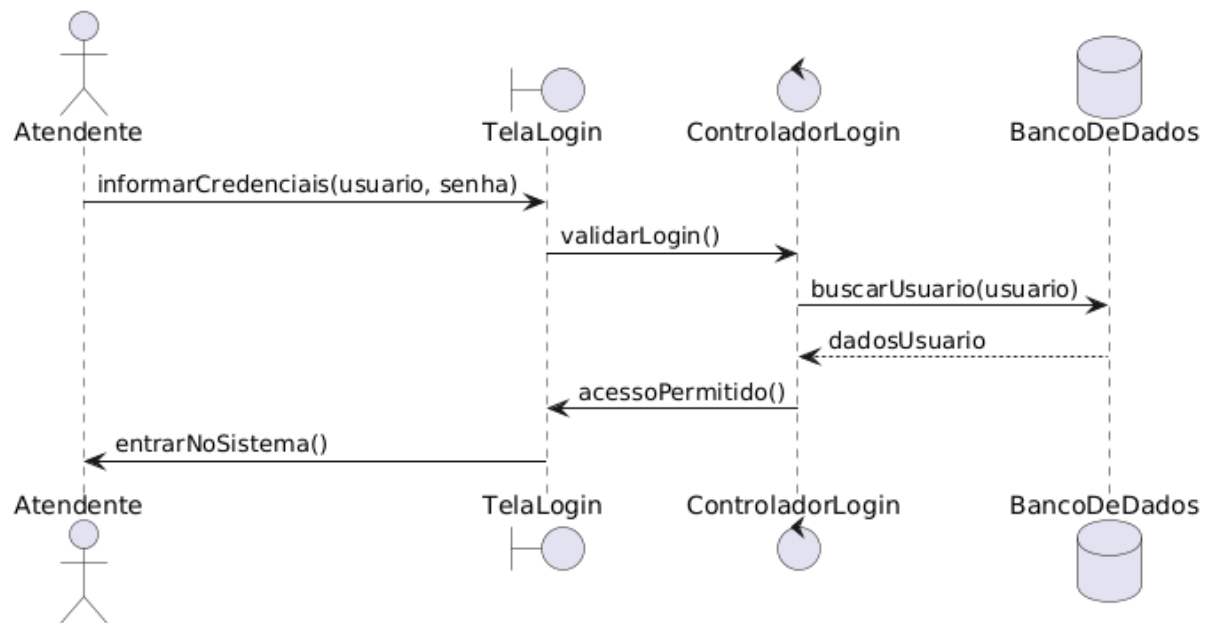 Atendente
TelaLogin
ControladorLogin
BancoDeDados
informarCredenciais(usuario, senha)
validarLogin()
buscarUsuario(usuario)
dadosUsuario
acessoPermitido()
entrarNoSistema()
Atendente
TelaLogin
ControladorLogin
BancoDeDados